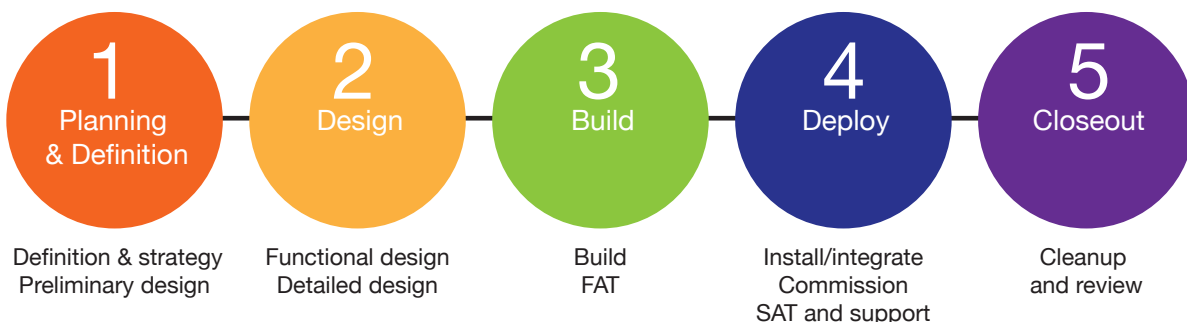 1
Planning
& Definition
2
Design
3
Build
4
Deploy
5
Closeout
Definition & strategy
Preliminary design
Functional design
Detailed design
Build
FAT
Install/integrate
Commission
SAT and support
Cleanup
and review